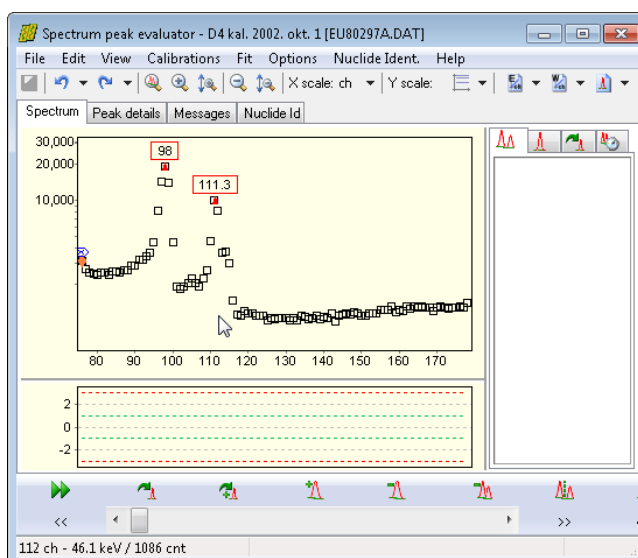 Spectrum peak evaluator - D4 kal. 2002. okt. 1 [EU80297A.DAT]
File Edit View Calibrations Fit Options Nuclide Ident. Help
X scale: ch Y scale:
Spectrum Peak details Messages Nuclide Id
30,000
20,000
10,000
98
111.3
80 90 100 110 120 130 140 150 160 170
2
0
-2
<< >>
112 ch - 46.1 keV / 1086 cnt